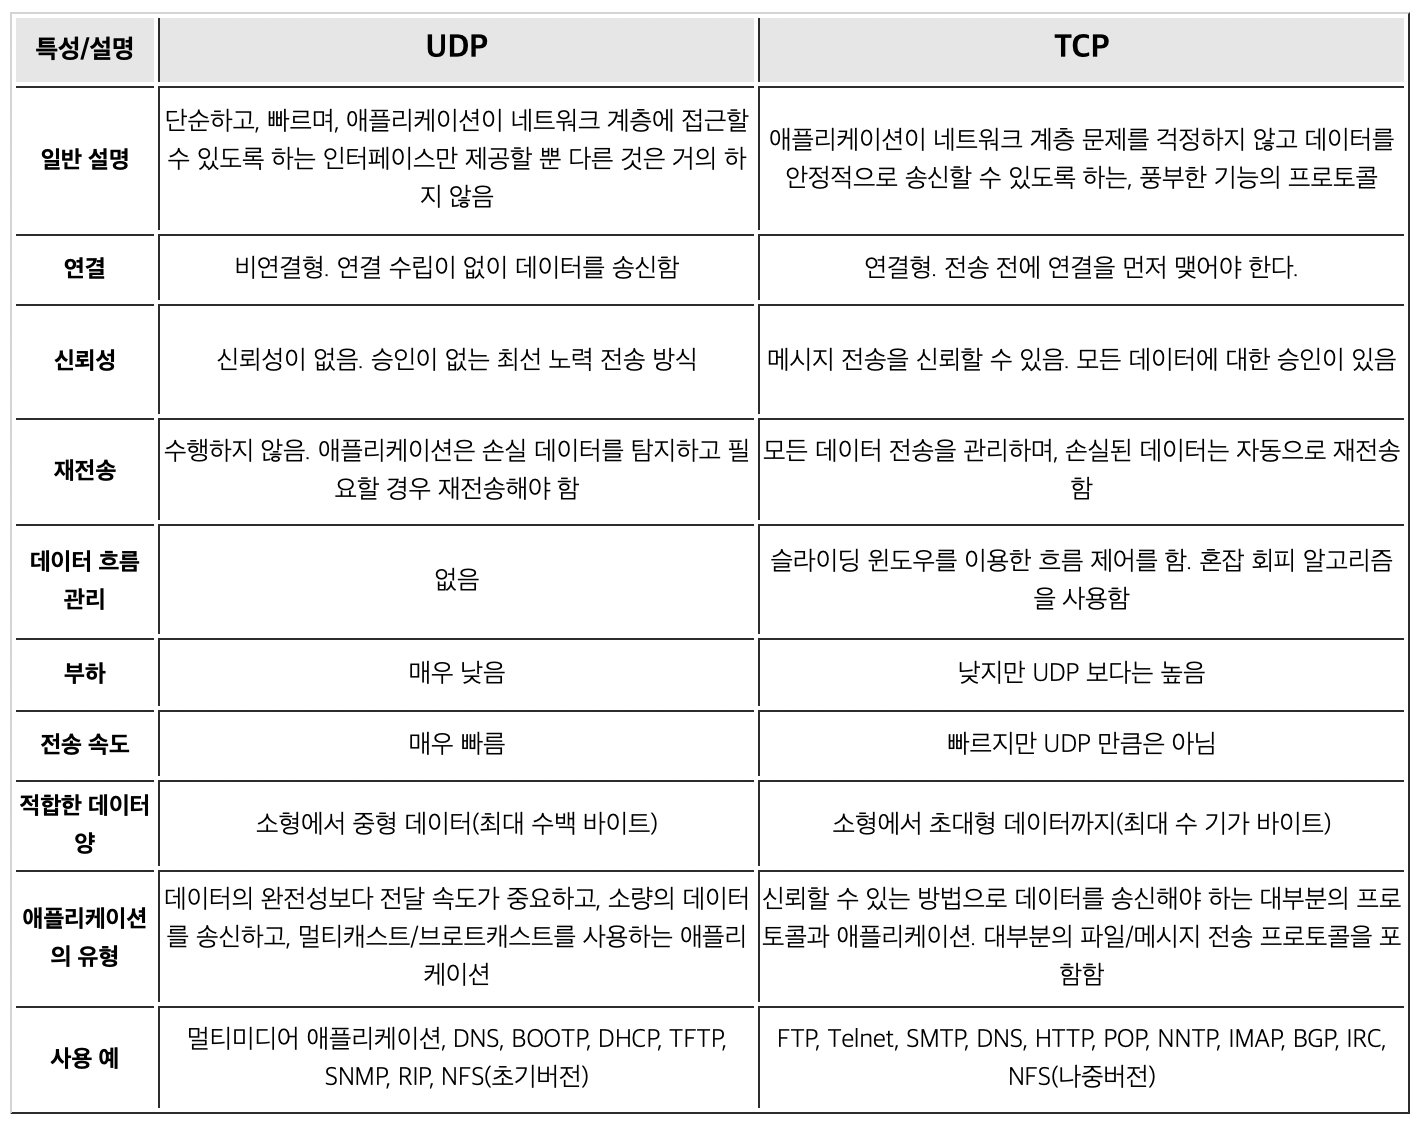 특성/설명
UDP
TCP
일반 설명
단순하고, 빠르며, 애플리케이션이 네트워크 계층에 접근할
수 있도록 하는 인터페이스만 제공할 뿐 다른 것은 거의 하
지 않음
애플리케이션이 네트워크 계층 문제를 걱정하지 않고 데이터를
안정적으로 송신할 수 있도록 하는, 풍부한 기능의 프로토콜
연결
비연결형. 연결 수립이 없이 데이터를 송신함
연결형. 전송 전에 연결을 먼저 맺어야 한다.
신뢰성
신뢰성이 없음. 승인이 없는 최선 노력 전송 방식
메시지 전송을 신뢰할 수 있음. 모든 데이터에 대한 승인이 있음
재전송
수행하지 않음. 애플리케이션은 손실 데이터를 탐지하고 필
요할 경우 재전송해야 함
모든 데이터 전송을 관리하며, 손실된 데이터는 자동으로 재전송
함
데이터 흐름
관리
없음
슬라이딩 윈도우를 이용한 흐름 제어를 함. 혼잡 회피 알고리즘
을 사용함
부하
매우 낮음
낮지만 UDP 보다는 높음
전송 속도
매우 빠름
빠르지만 UDP 만큼은 아님
적합한 데이터
양
소형에서 중형 데이터(최대 수백 바이트)
소형에서 초대형 데이터까지(최대 수 기가 바이트)
애플리케이션
의 유형
데이터의 완전성보다 전달 속도가 중요하고, 소량의 데이터
를 송신하고, 멀티캐스트/브로트캐스트를 사용하는 애플리
케이션
신뢰할 수 있는 방법으로 데이터를 송신해야 하는 대부분의 프로
토콜과 애플리케이션. 대부분의 파일/메시지 전송 프로토콜을 포
함함
사용 예
멀티미디어 애플리케이션, DNS, BOOTP, DHCP, TFTP,
SNMP, RIP, NFS(초기버전)
FTP, Telnet, SMTP, DNS, HTTP, POP, NNTP, IMAP, BGP, IRC,
NFS(나중버전)